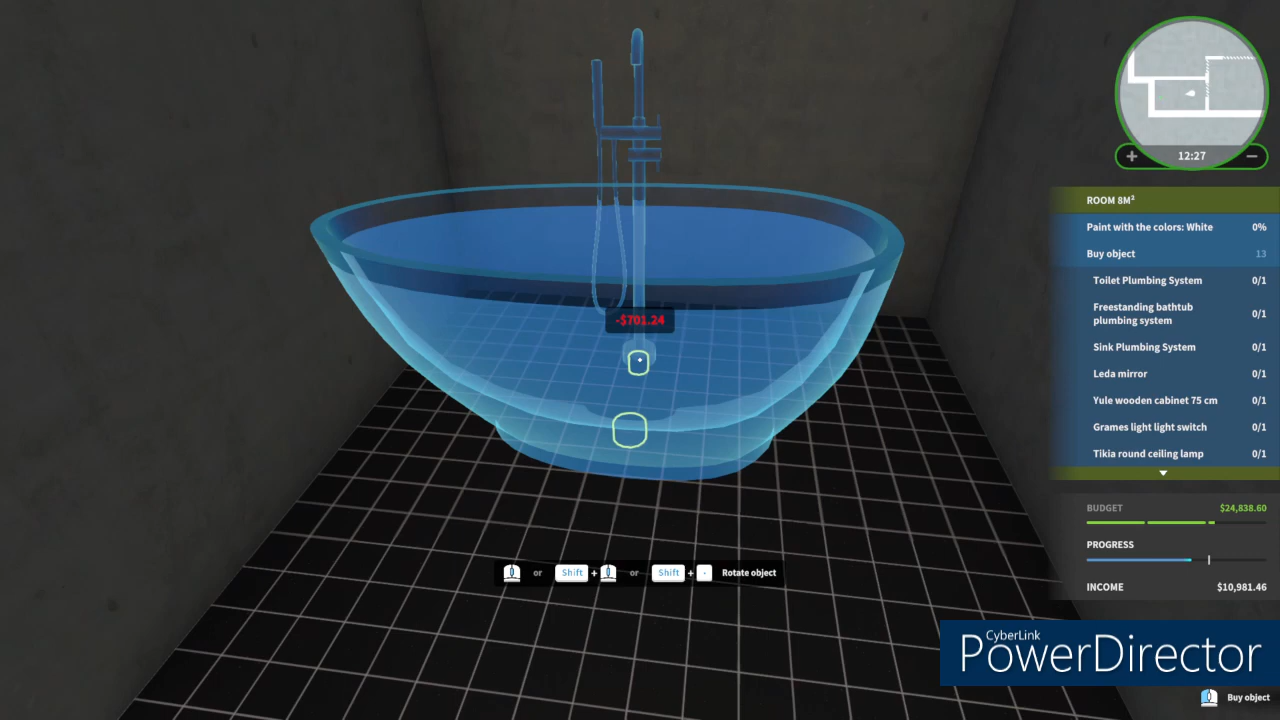 12:27
ROOM 8M²
Paint with the colors: White 0%
Buy object 13
Toilet Plumbing System 0/1
Freestanding bathtub
plumbing system 0/1
Sink Plumbing System 0/1
Leda mirror 0/1
Yule wooden cabinet 75 cm 0/1
Grames light light switch 0/1
Tikia round ceiling lamp 0/1
-$701.24
BUDGET $24,838.60
PROGRESS
INCOME $10,981.46
or Shift + or Shift + . Rotate object
CyberLink
PowerDirector
Buy object